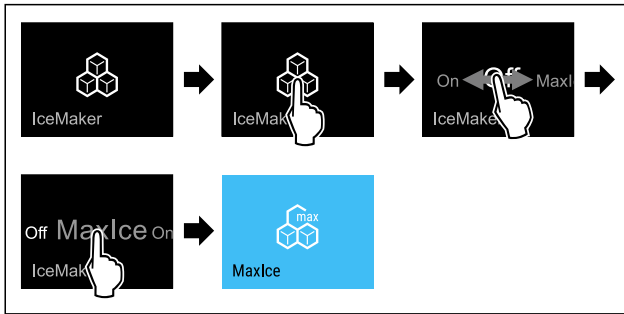 IceMaker
IceMak
On Off MaxI
IceMake
Off MaxIce On
IceMak
max
MaxIce